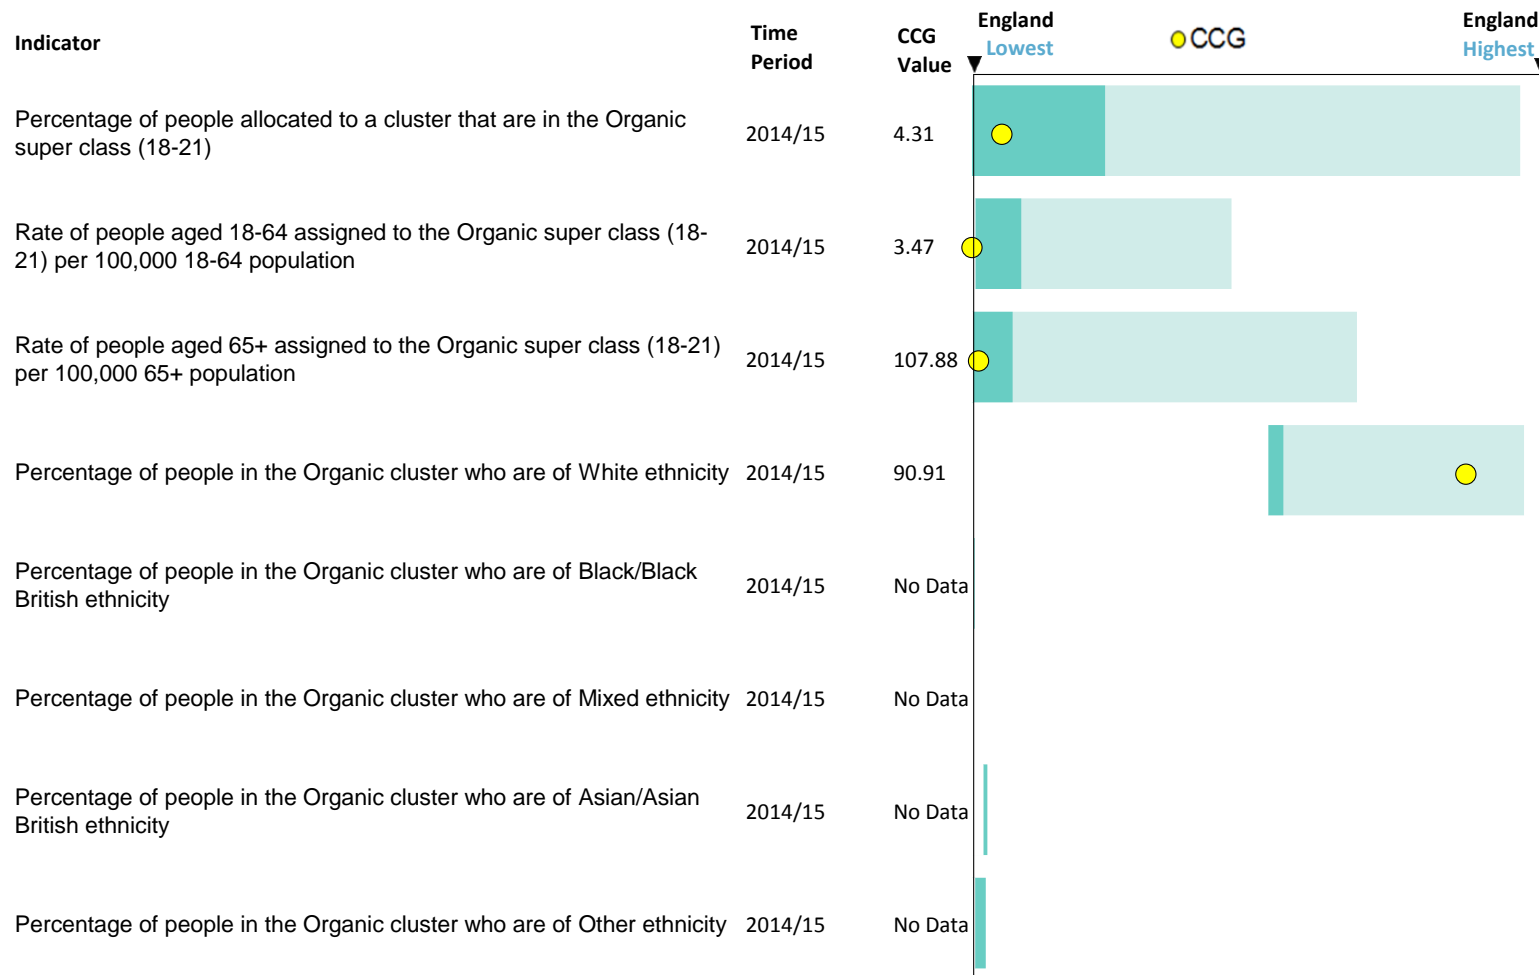 Indicator
Time
Period
CCG
Value
England
Lowest
CCG
England
Highest
Percentage of people allocated to a cluster that are in the Organic
super class (18-21)
2014/15
4.31
Rate of people aged 18-64 assigned to the Organic super class (18-
21) per 100,000 18-64 population
2014/15
3.47
Rate of people aged 65+ assigned to the Organic super class (18-21)
per 100,000 65+ population
2014/15
107.88
Percentage of people in the Organic cluster who are of White ethnicity
2014/15
90.91
Percentage of people in the Organic cluster who are of Black/Black
British ethnicity
2014/15
No Data
Percentage of people in the Organic cluster who are of Mixed ethnicity
2014/15
No Data
Percentage of people in the Organic cluster who are of Asian/Asian
British ethnicity
2014/15
No Data
Percentage of people in the Organic cluster who are of Other ethnicity
2014/15
No Data